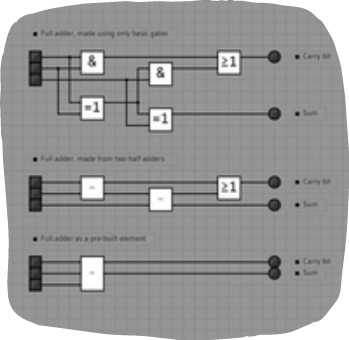 Full adder, made using only basic gates
&
&
≥1
Carry bit
=1
=1
Sum
Full adder, made from two half adders
≥1
Carry bit
Sum
Full adder as a pre-built element
Carry bit
Sum